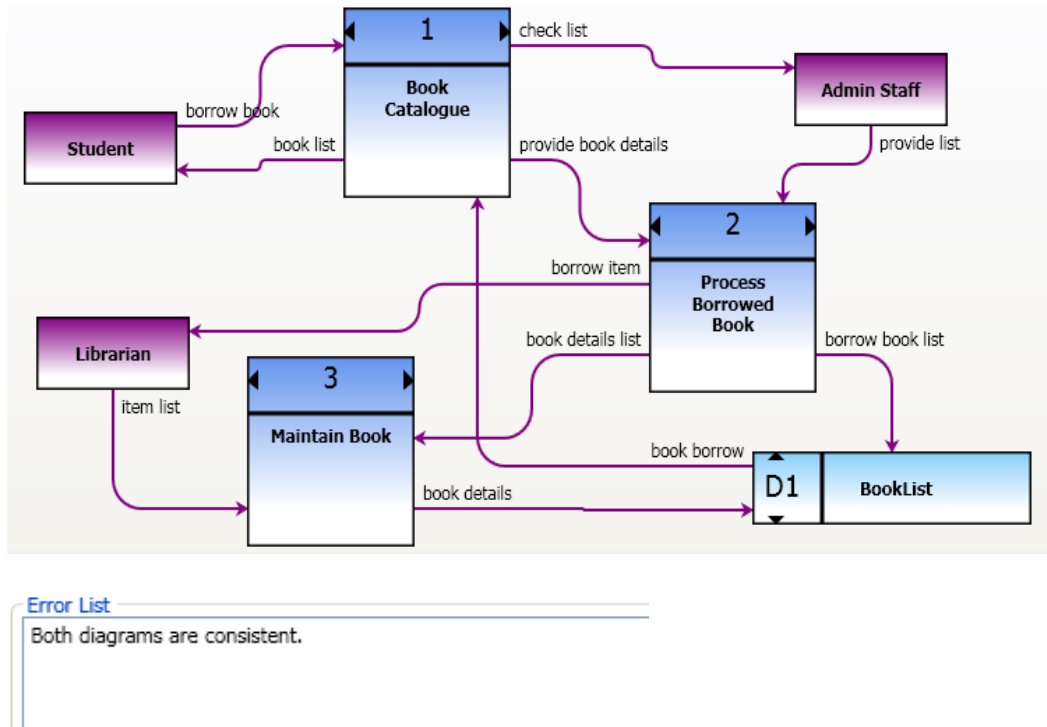 1
check list
Book
Catalogue
Admin Staff
borrow book
Student
book list
provide book details
provide list
2
borrow item
Process
Borrowed
Book
Librarian
book details list
borrow book list
3
item list
Maintain Book
book borrow
D1
BookList
book details
Error List
Both diagrams are consistent.